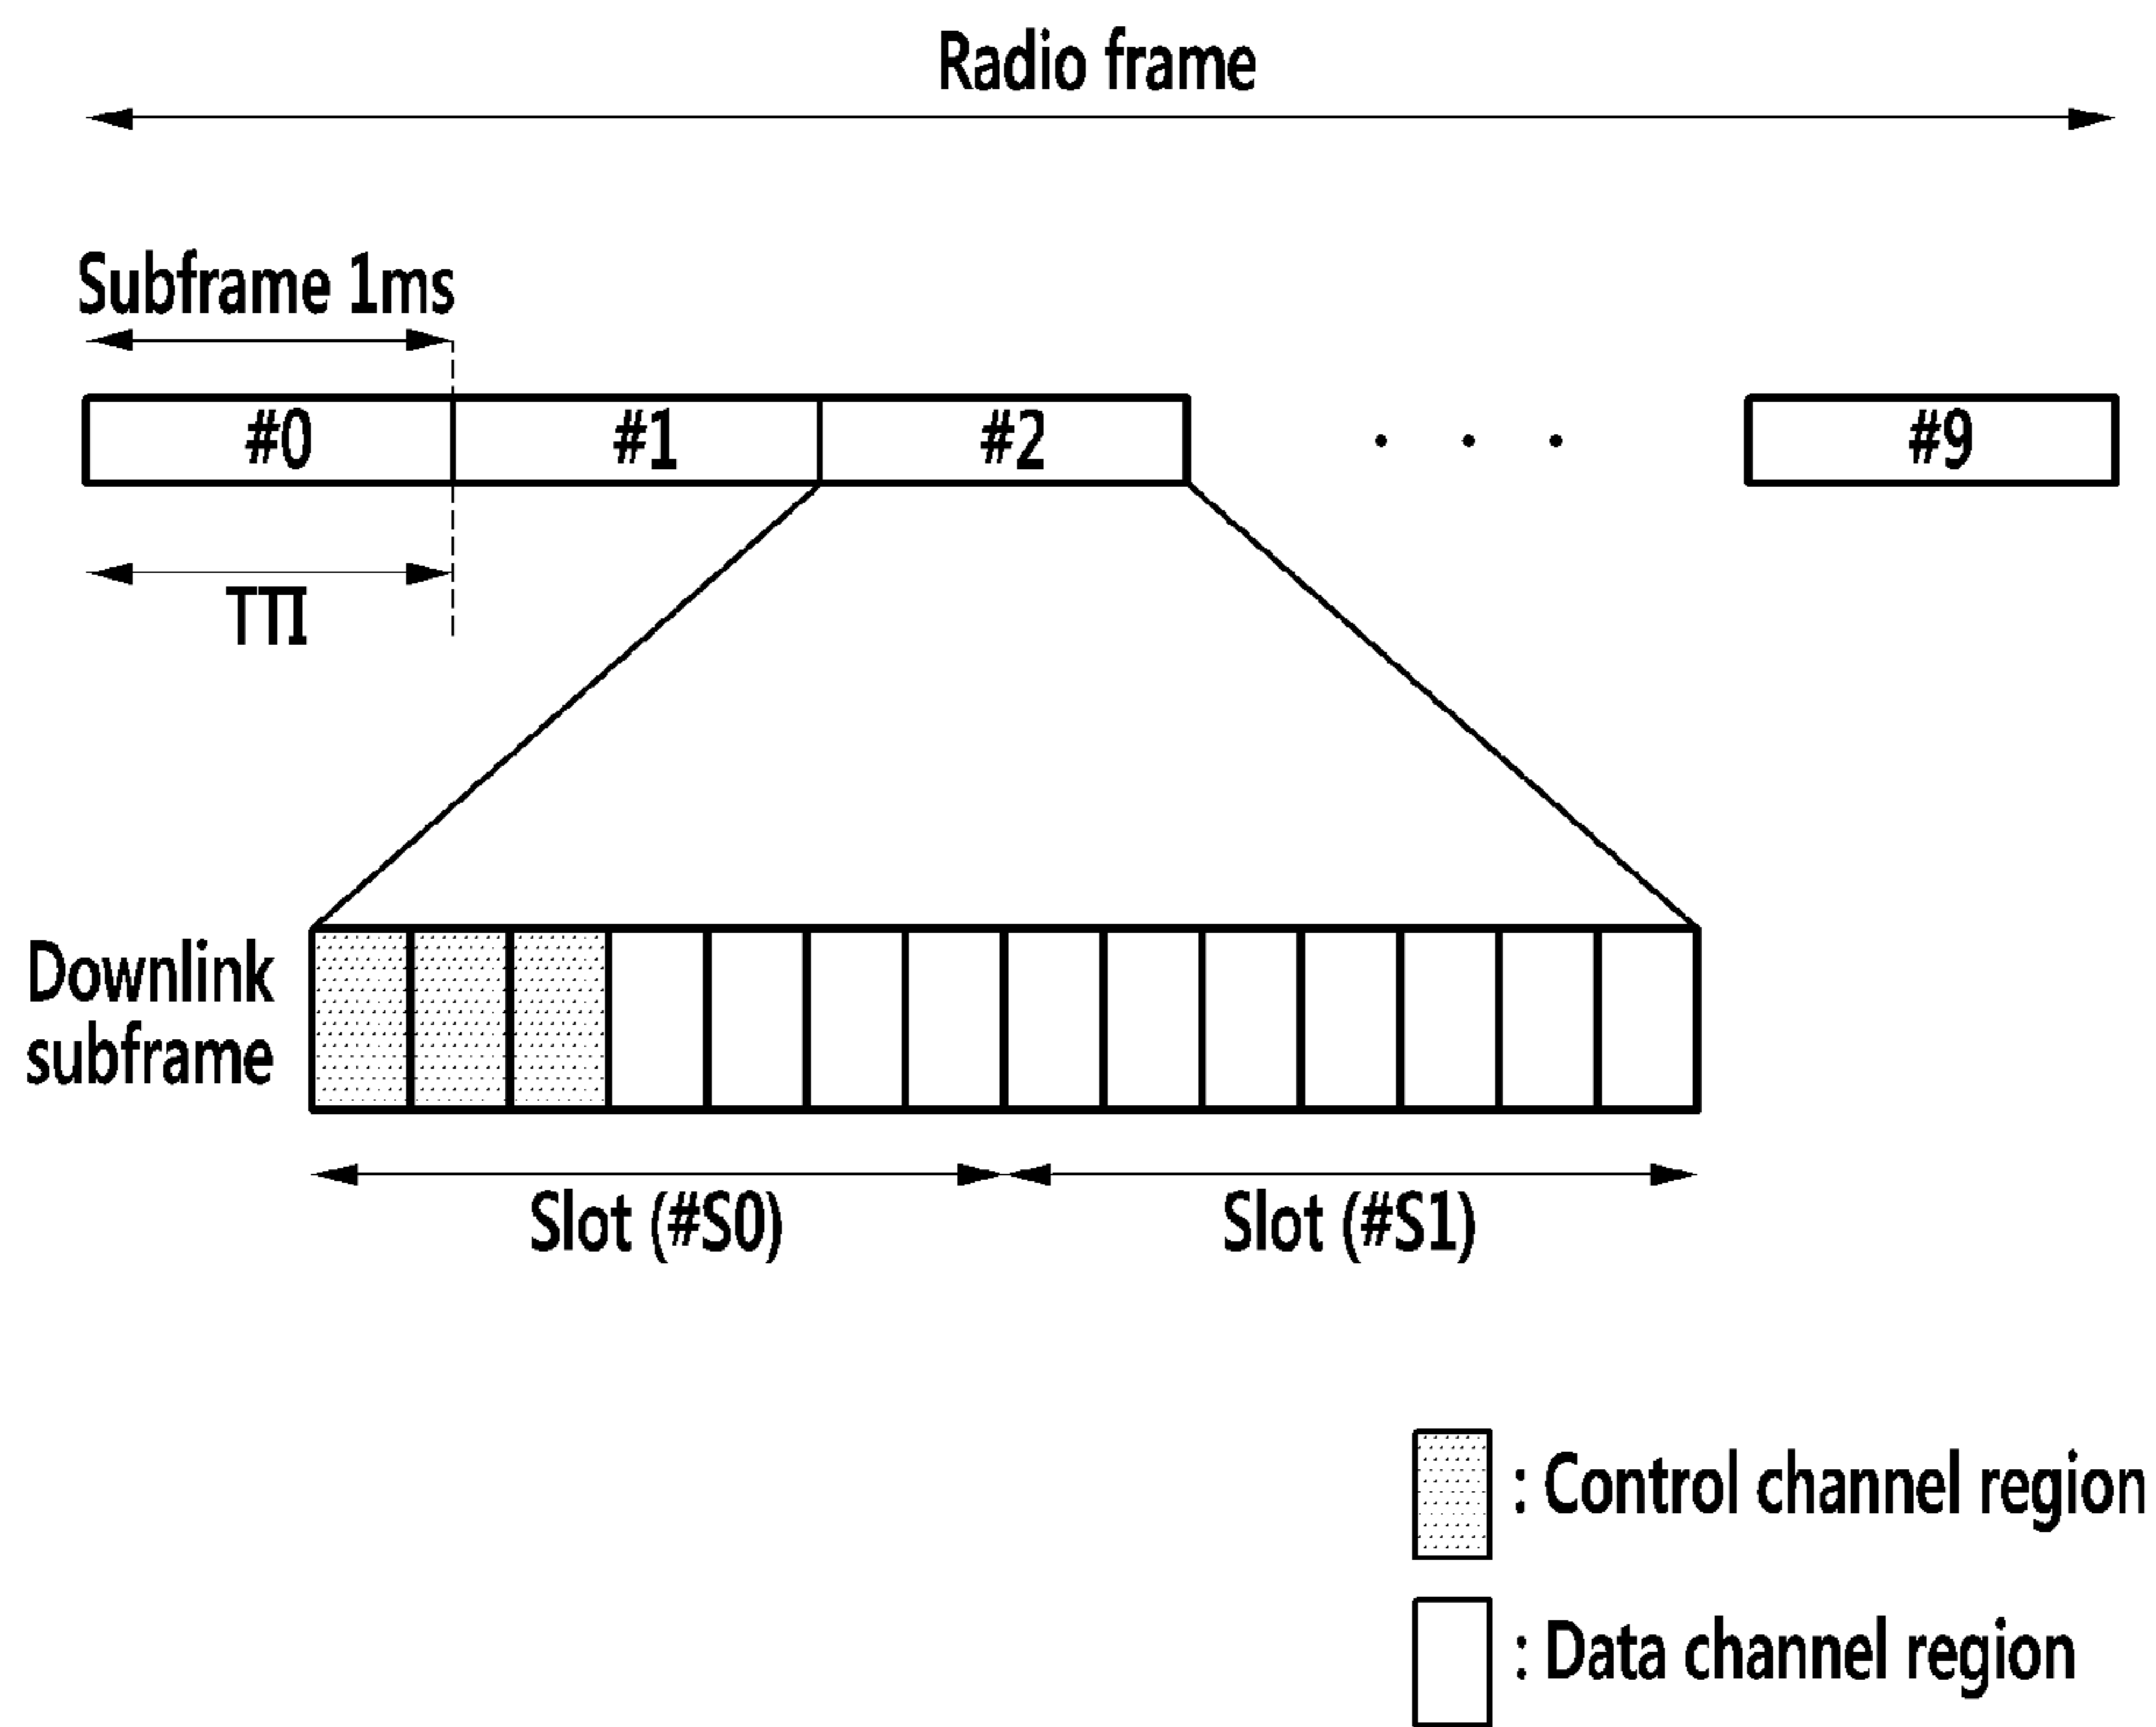 Radio frame
Subframe 1ms
#0 #1 #2 . . . #9
TTI
Downlink
subframe
Slot (#S0) Slot (#S1)
: Control channel region
: Data channel region